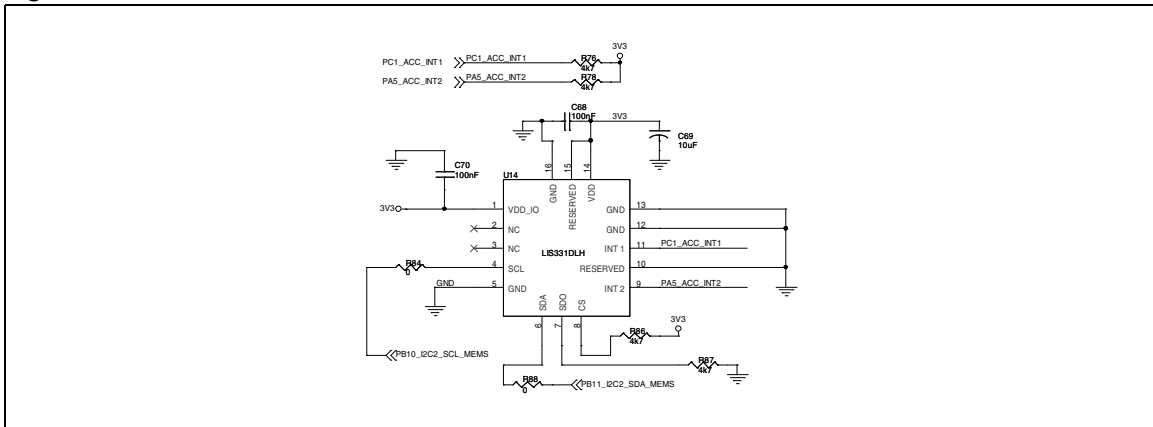 PC1_ACC_INT1 PC1_ACC_INT1 R76 4k7 3V3
PA5_ACC_INT2 PA5_ACC_INT2 R78 4k7
C68
100nF
3V3
C69
10uF
C70
100nF
U14
16 15 14
GND RESERVED VDD
3V3 1 VDD_IO GND 13
2 NC GND 12
3 NC LIS331DLH INT 1 11 PC1_ACC_INT1
R84 0 4 SCL RESERVED 10
GND 5 GND INT 2 9 PA5_ACC_INT2
SDA SDO CS
6 7 8
3V3
R86
4k7
R87
4k7
PB10_I2C2_SCL_MEMS
R88
0
PB11_I2C2_SDA_MEMS